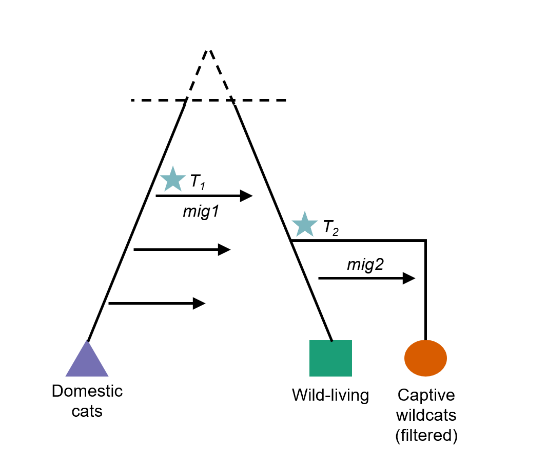 T1
mig1
T2
mig2
Domestic
cats
Wild-living
Captive
wildcats
(filtered)